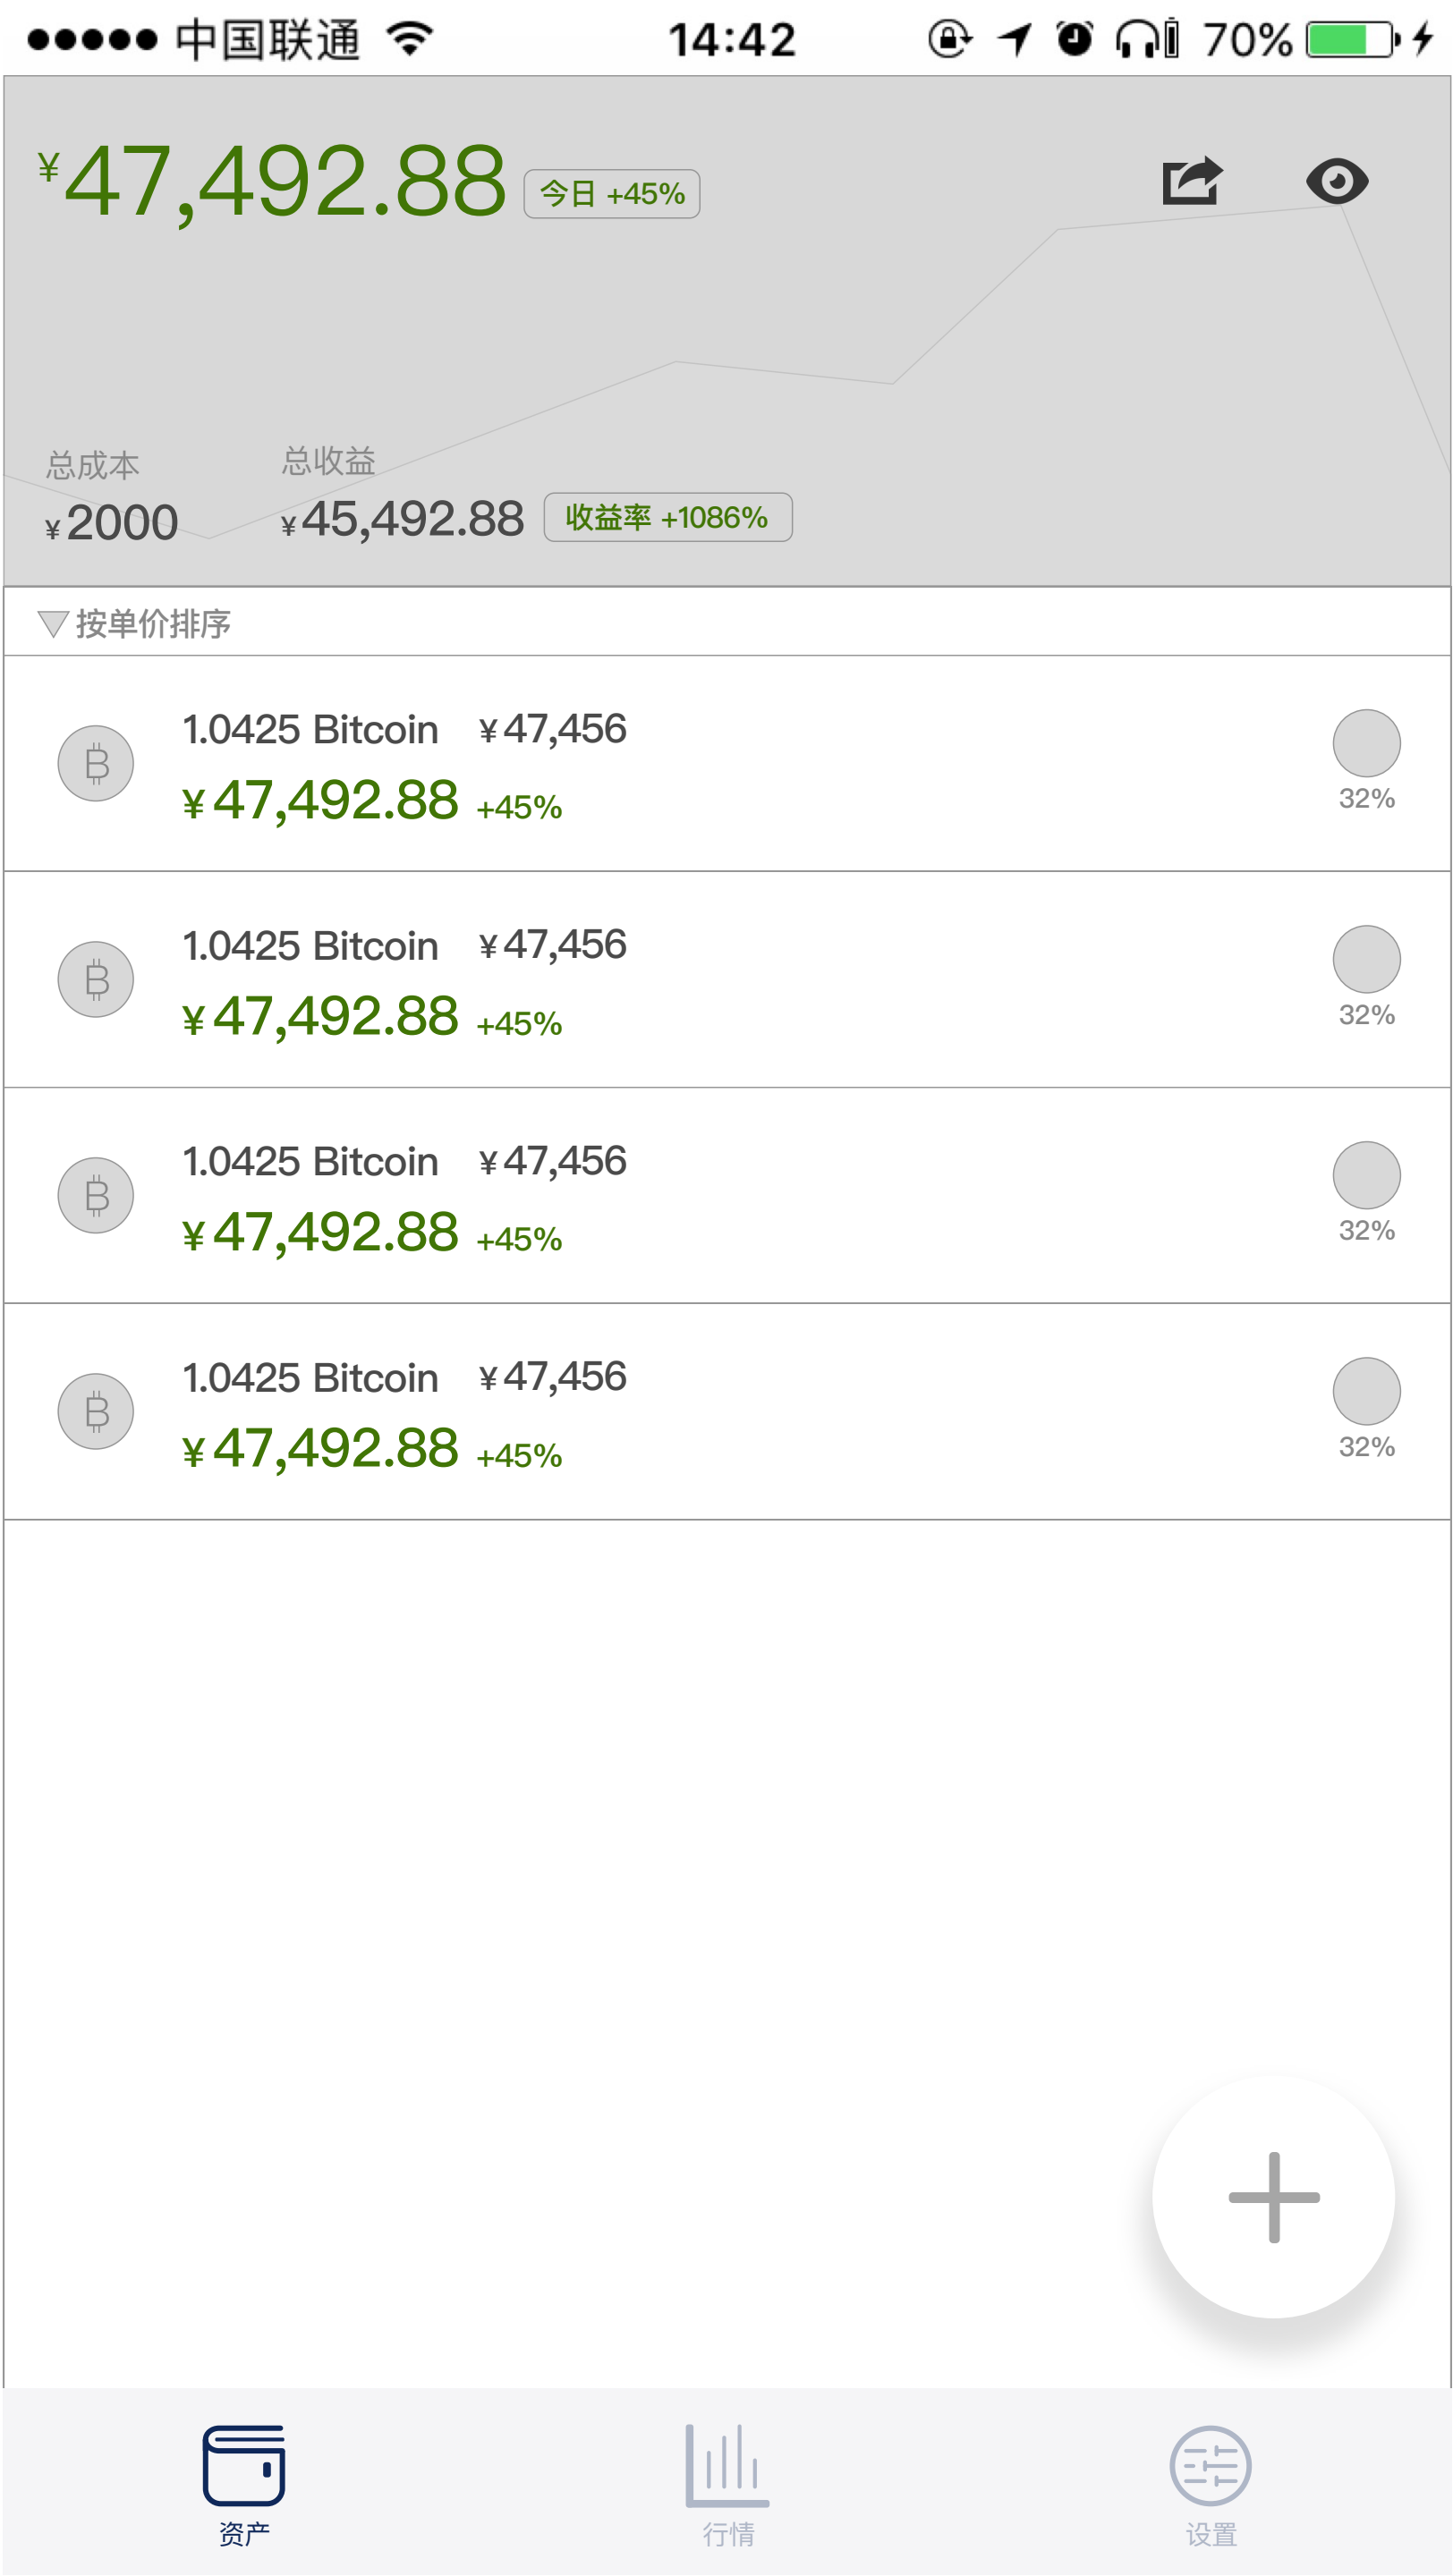 中国联通 14:42 70%
¥47,492.88 今日 +45%
总成本 总收益
¥2000 ¥45,492.88 收益率 +1086%
按单价排序
1.0425 Bitcoin ¥47,456
¥47,492.88 +45%
32%
1.0425 Bitcoin ¥47,456
¥47,492.88 +45%
32%
1.0425 Bitcoin ¥47,456
¥47,492.88 +45%
32%
1.0425 Bitcoin ¥47,456
¥47,492.88 +45%
32%
资产 行情 设置